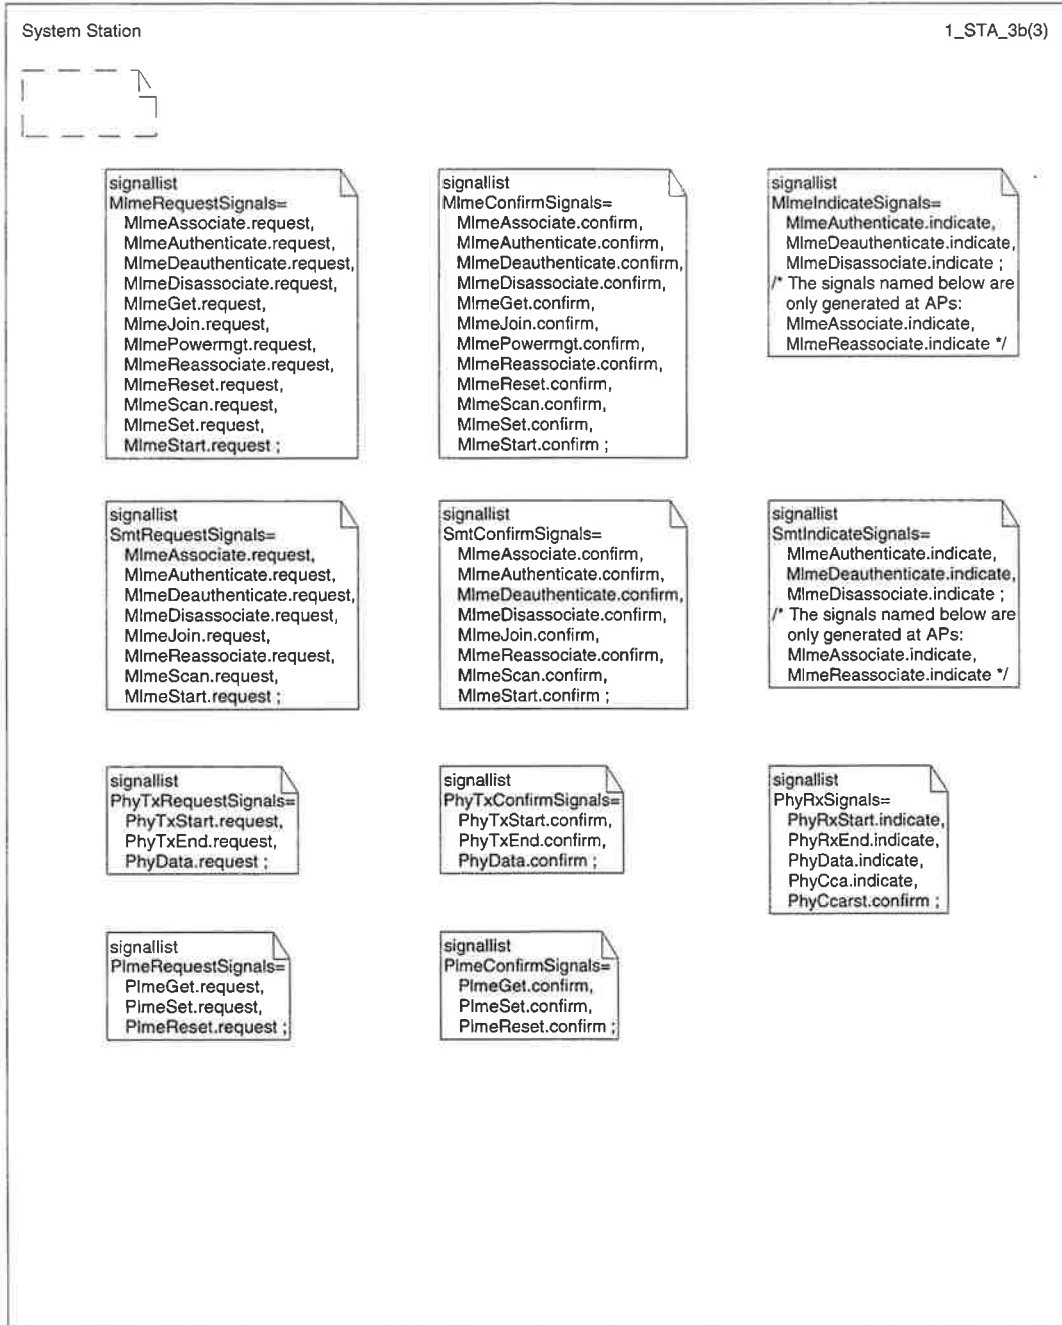 System Station
1_STA_3b(3)
signallist
MlmeRequestSignals=
MlmeAssociate.request,
MlmeAuthenticate.request,
MlmeDeauthenticate.request,
MlmeDisassociate.request,
MlmeGet.request,
MlmeJoin.request,
MlmePowermgt.request,
MlmeReassociate.request,
MlmeReset.request,
MlmeScan.request,
MlmeSet.request,
MlmeStart.request ;
signallist
MlmeConfirmSignals=
MlmeAssociate.confirm,
MlmeAuthenticate.confirm,
MlmeDeauthenticate.confirm,
MlmeDisassociate.confirm,
MlmeGet.confirm,
MlmeJoin.confirm,
MlmePowermgt.confirm,
MlmeReassociate.confirm,
MlmeReset.confirm,
MlmeScan.confirm,
MlmeSet.confirm,
MlmeStart.confirm ;
signallist
MlmeIndicateSignals=
MlmeAuthenticate.indicate,
MlmeDeauthenticate.indicate,
MlmeDisassociate.indicate ;
/* The signals named below are
only generated at APs:
MlmeAssociate.indicate,
MlmeReassociate.indicate */
signallist
SmtRequestSignals=
MlmeAssociate.request,
MlmeAuthenticate.request,
MlmeDeauthenticate.request,
MlmeDisassociate.request,
MlmeJoin.request,
MlmeReassociate.request,
MlmeScan.request,
MlmeStart.request ;
signallist
SmtConfirmSignals=
MlmeAssociate.confirm,
MlmeAuthenticate.confirm,
MlmeDeauthenticate.confirm,
MlmeDisassociate.confirm,
MlmeJoin.confirm,
MlmeReassociate.confirm,
MlmeScan.confirm,
MlmeStart.confirm ;
signallist
SmtIndicateSignals=
MlmeAuthenticate.indicate,
MlmeDeauthenticate.indicate,
MlmeDisassociate.indicate ;
/* The signals named below are
only generated at APs:
MlmeAssociate.indicate,
MlmeReassociate.indicate */
signallist
PhyTxRequestSignals=
PhyTxStart.request,
PhyTxEnd.request,
PhyData.request ;
signallist
PhyTxConfirmSignals=
PhyTxStart.confirm,
PhyTxEnd.confirm,
PhyData.confirm ;
signallist
PhyRxSignals=
PhyRxStart.indicate,
PhyRxEnd.indicate,
PhyData.indicate,
PhyCca.indicate,
PhyCcarst.confirm ;
signallist
PlmeRequestSignals=
PlmeGet.request,
PlmeSet.request,
PlmeReset.request ;
signallist
PlmeConfirmSignals=
PlmeGet.confirm,
PlmeSet.confirm,
PlmeReset.confirm ;